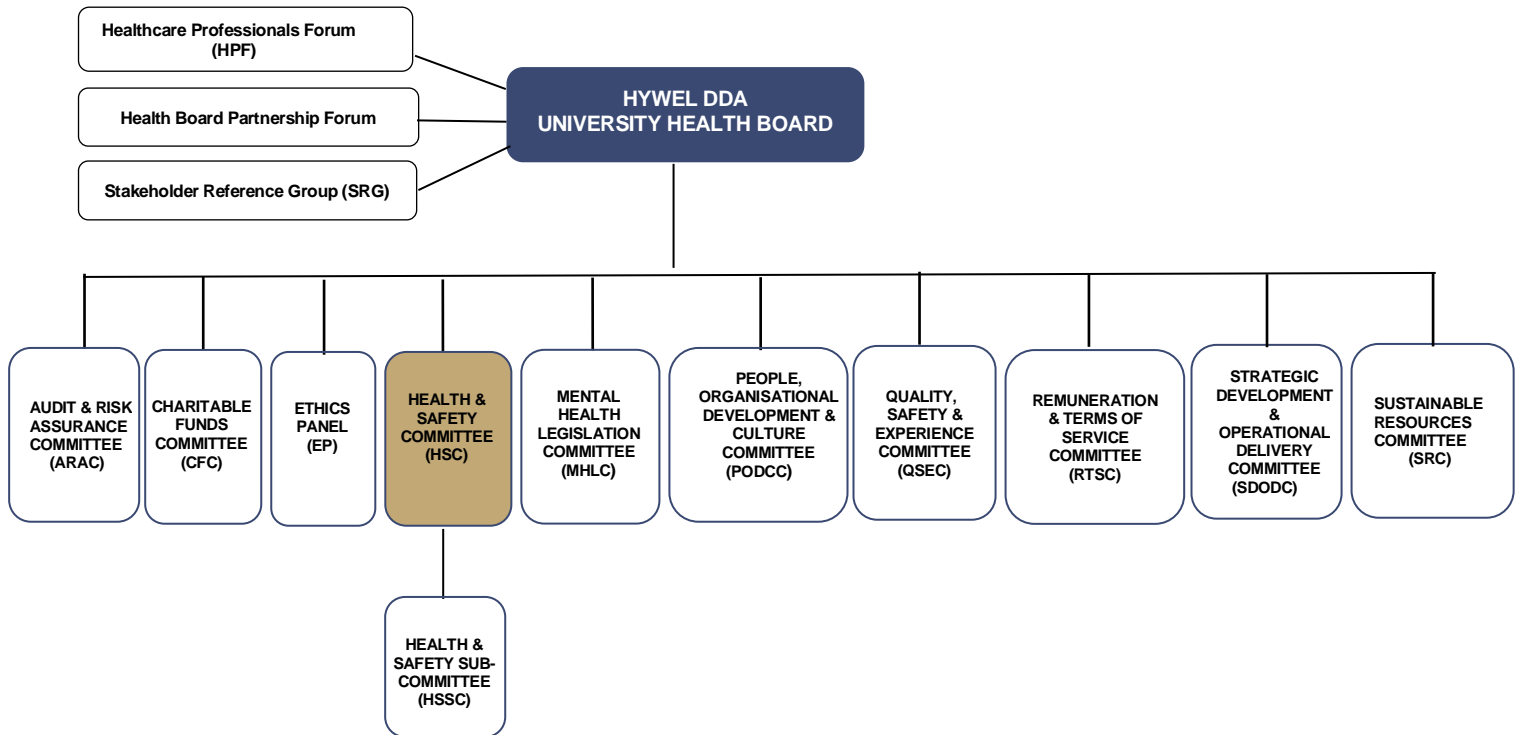 Healthcare Professionals Forum
(HPF)
Health Board Partnership Forum
Stakeholder Reference Group (SRG)
HYWEL DDA
UNIVERSITY HEALTH BOARD
AUDIT & RISK
ASSURANCE
COMMITTEE
(ARAC)
CHARITABLE
FUNDS
COMMITTEE
(CFC)
ETHICS
PANEL
(EP)
HEALTH &
SAFETY
COMMITTEE
(HSC)
MENTAL
HEALTH
LEGISLATION
COMMITTEE
(MHLC)
PEOPLE,
ORGANISATIONAL
DEVELOPMENT &
CULTURE
COMMITTEE
(PODCC)
QUALITY,
SAFETY &
EXPERIENCE
COMMITTEE
(QSEC)
REMUNERATION
& TERMS OF
SERVICE
COMMITTEE
(RTSC)
STRATEGIC
DEVELOPMENT
&
OPERATIONAL
DELIVERY
COMMITTEE
(SDODC)
SUSTAINABLE
RESOURCES
COMMITTEE
(SRC)
HEALTH &
SAFETY SUB-
COMMITTEE
(HSSC)